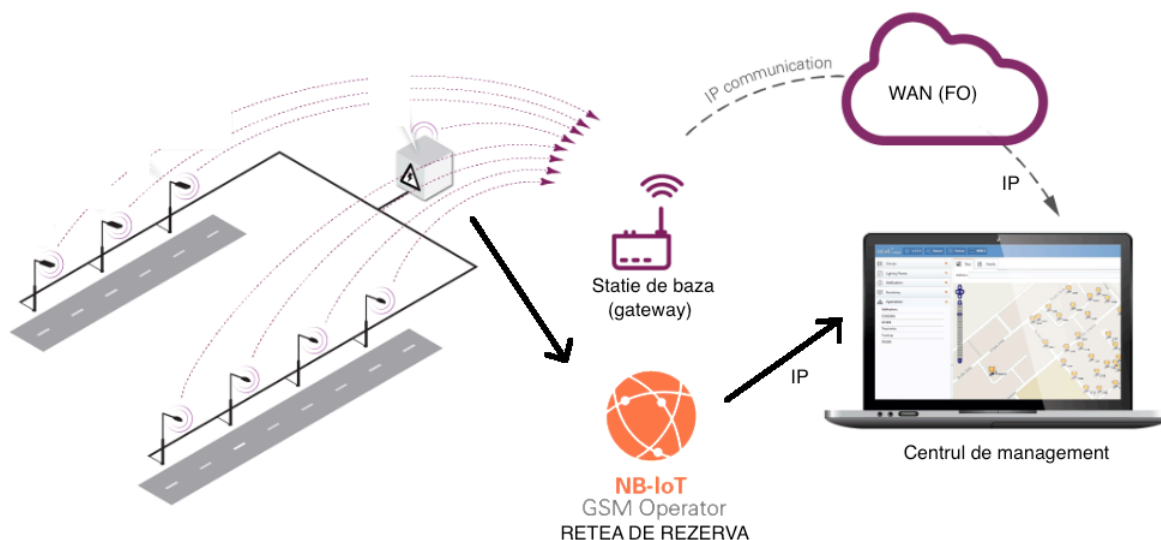 IP communication
WAN (FO)
IP
Statie de baza
(gateway)
IP
Centrul de management
NB-IoT
GSM Operator
RETEA DE REZERVA